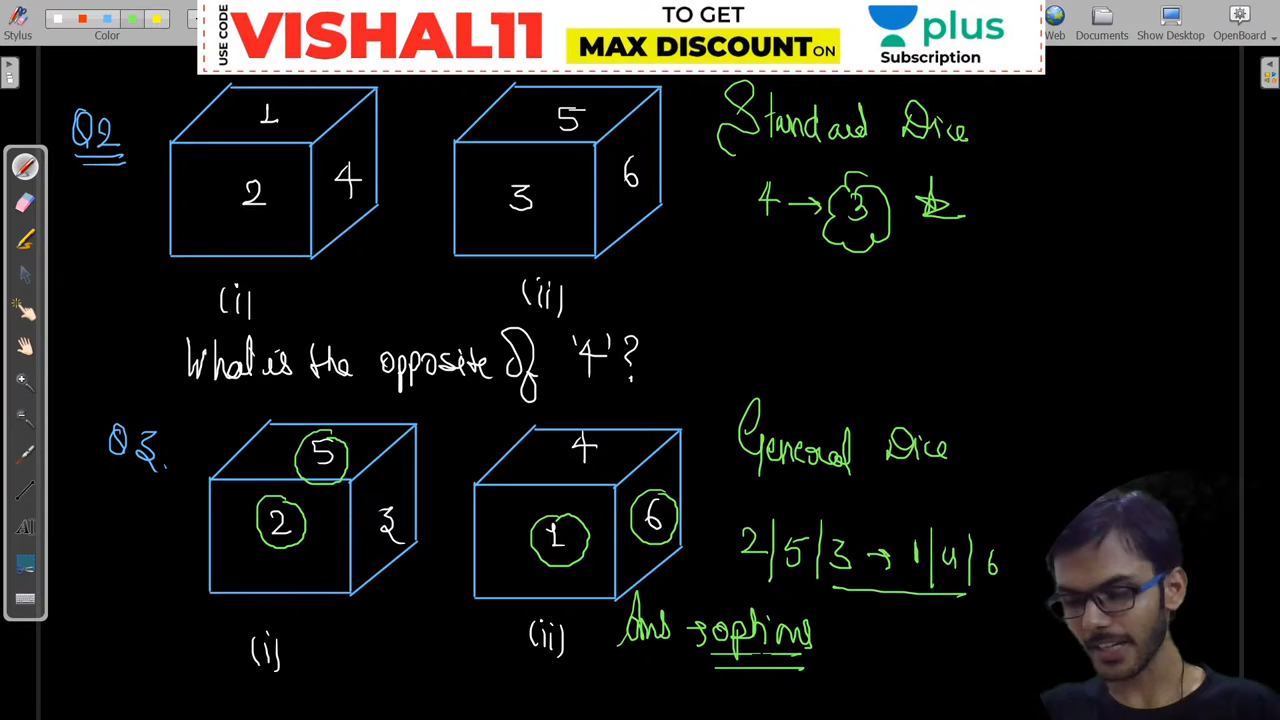 Stylus
Color
USE CODE
VISHAL11
TO GET
MAX DISCOUNT ON
plus
Subscription
Web
Documents
Show Desktop
OpenBoard
Q2
1
2
4
(i)
5
3
6
(ii)
Standard Dice
4 → 3
What is the opposite of '4'?
Q3.
5
2
3
(i)
4
1
6
(ii)
General Dice
2/5/3 → 1/4/6
Ans → options